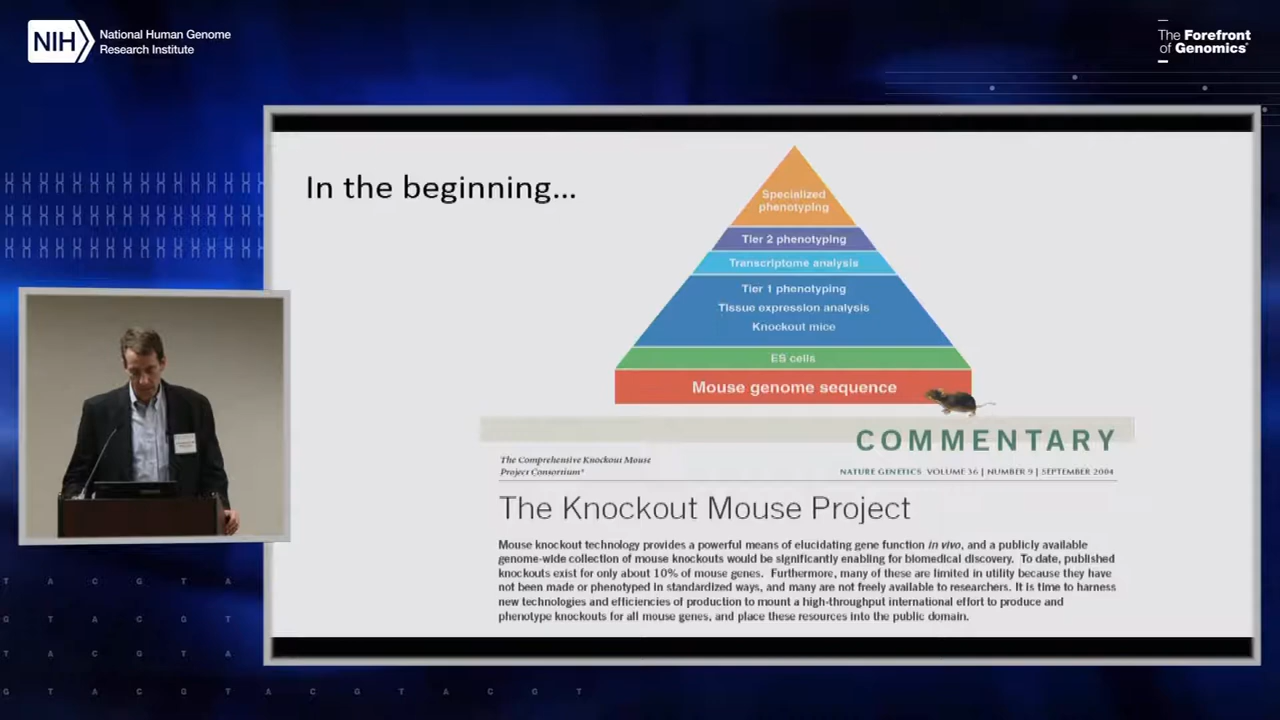 NIH
National Human Genome
Research Institute
The Forefront
of Genomics®
In the beginning...
Specialized
phenotyping
Tier 2 phenotyping
Transcriptome analysis
Tier 1 phenotyping
Tissue expression analysis
Knockout mice
ES cells
Mouse genome sequence
COMMENTARY
The Comprehensive Knockout Mouse
Project Consortium*
NATURE GENETICS VOLUME 36 | NUMBER 9 | SEPTEMBER 2004
The Knockout Mouse Project
Mouse knockout technology provides a powerful means of elucidating gene function in vivo, and a publicly available
genome-wide collection of mouse knockouts would be significantly enabling for biomedical discovery. To date, published
knockouts exist for only about 10% of mouse genes. Furthermore, many of these are limited in utility because they have
not been made or phenotyped in standardized ways, and many are not freely available to researchers. It is time to harness
new technologies and efficiencies of production to mount a high-throughput international effort to produce and
phenotype knockouts for all mouse genes, and place these resources into the public domain.
T A C G T A
G T A C G T
T A C G T A
G T A C G T A C G T A C G T